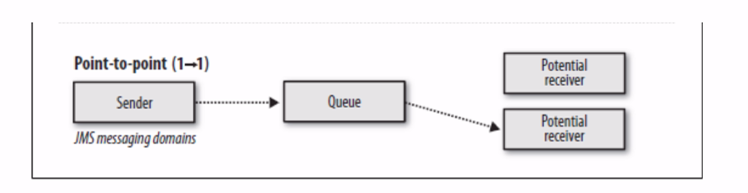 Point-to-point (1→1)
Sender
Queue
Potential
receiver
Potential
receiver
JMS messaging domains